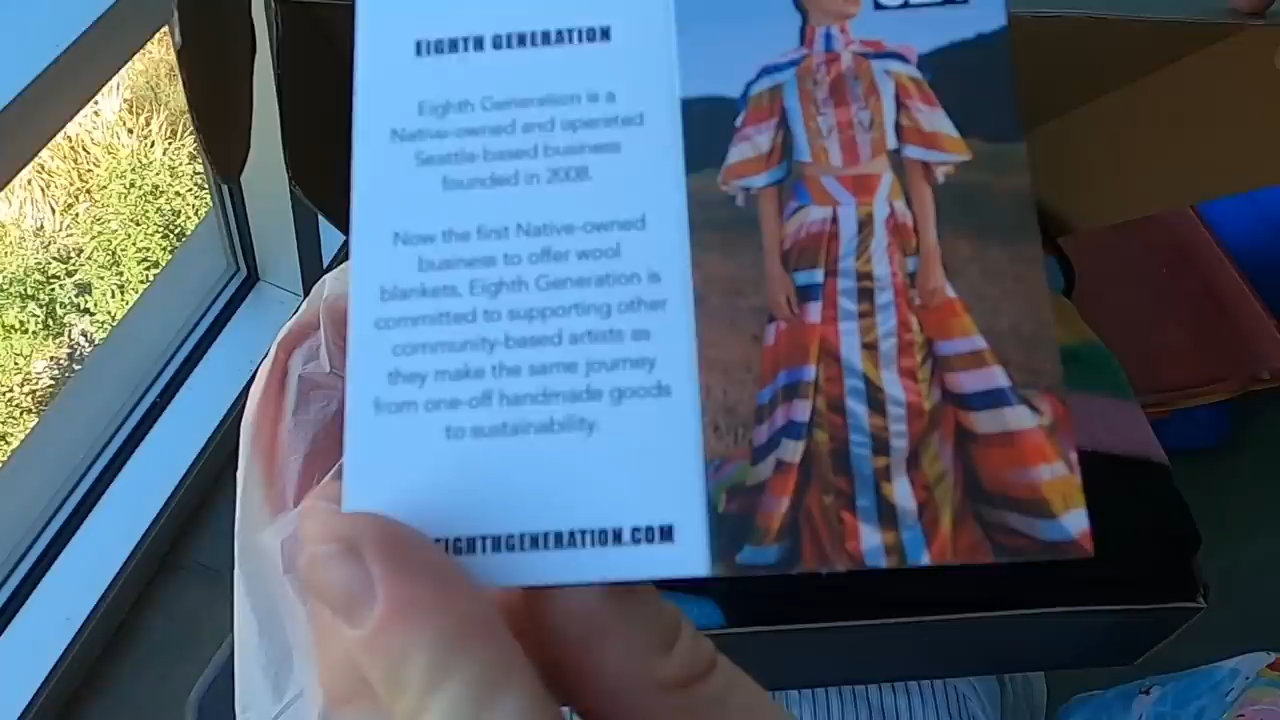 EIGHTH GENERATION
Eighth Generation is a
Native-owned and operated
Seattle-based business
founded in 2008.
Now the first Native-owned
business to offer wool
blankets, Eighth Generation is
committed to supporting other
community-based artists as
they make the same journey
from one-off handmade goods
to sustainability.
EIGHTHGENERATION.COM